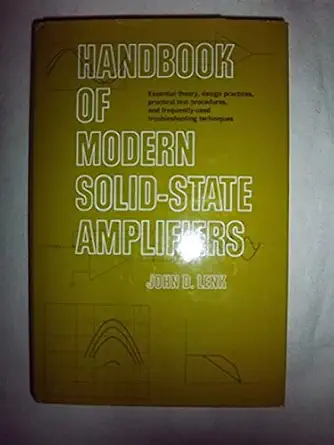 HANDBOOK
OF
MODERN
SOLID-STATE
AMPLIFIERS
Essential theory, design practices,
practical test procedures,
and frequently-used
troubleshooting techniques
JOHN D. LENK